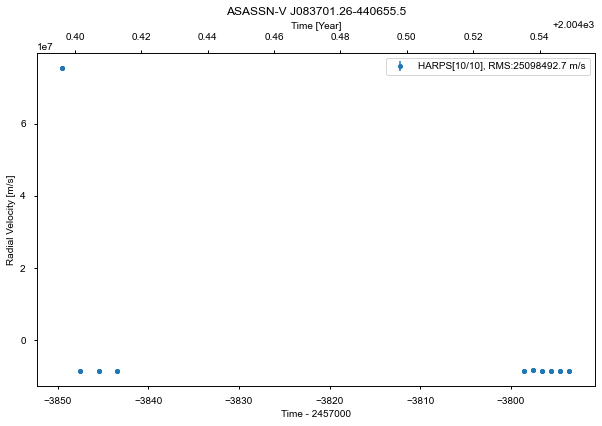 ASASSN-V J083701.26-440655.5
Time [Year]
+2.004e3
0.40 0.42 0.44 0.46 0.48 0.50 0.52 0.54
1e7
HARPS[10/10], RMS:25098492.7 m/s
6
4
2
0
Radial Velocity [m/s]
−3850 −3840 −3830 −3820 −3810 −3800
Time - 2457000